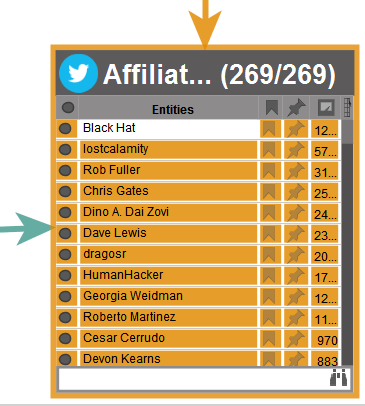 Affiliat... (269/269)
Entities
Black Hat 12...
lostcalamity 57...
Rob Fuller 31...
Chris Gates 25...
Dino A. Dai Zovi 24...
Dave Lewis 23...
dragosr 20...
HumanHacker 17...
Georgia Weidman 12...
Roberto Martinez 11...
Cesar Cerrudo 970
Devon Kearns 883